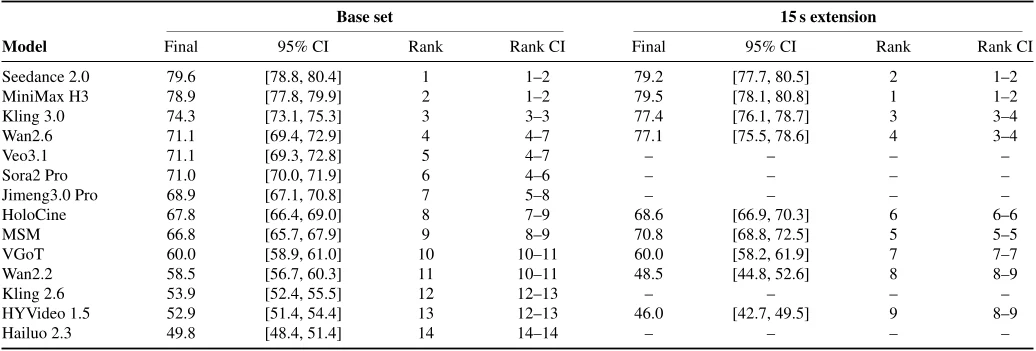 Base set 15 s extension
Model Final 95% CI Rank Rank CI Final 95% CI Rank Rank CI
Seedance 2.0 79.6 [78.8, 80.4] 1 1–2 79.2 [77.7, 80.5] 2 1–2
MiniMax H3 78.9 [77.8, 79.9] 2 1–2 79.5 [78.1, 80.8] 1 1–2
Kling 3.0 74.3 [73.1, 75.3] 3 3–3 77.4 [76.1, 78.7] 3 3–4
Wan2.6 71.1 [69.4, 72.9] 4 4–7 77.1 [75.5, 78.6] 4 3–4
Veo3.1 71.1 [69.3, 72.8] 5 4–7 – – – –
Sora2 Pro 71.0 [70.0, 71.9] 6 4–6 – – – –
Jimeng3.0 Pro 68.9 [67.1, 70.8] 7 5–8 – – – –
HoloCine 67.8 [66.4, 69.0] 8 7–9 68.6 [66.9, 70.3] 6 6–6
MSM 66.8 [65.7, 67.9] 9 8–9 70.8 [68.8, 72.5] 5 5–5
VGoT 60.0 [58.9, 61.0] 10 10–11 60.0 [58.2, 61.9] 7 7–7
Wan2.2 58.5 [56.7, 60.3] 11 10–11 48.5 [44.8, 52.6] 8 8–9
Kling 2.6 53.9 [52.4, 55.5] 12 12–13 – – – –
HYVideo 1.5 52.9 [51.4, 54.4] 13 12–13 46.0 [42.7, 49.5] 9 8–9
Hailuo 2.3 49.8 [48.4, 51.4] 14 14–14 – – – –